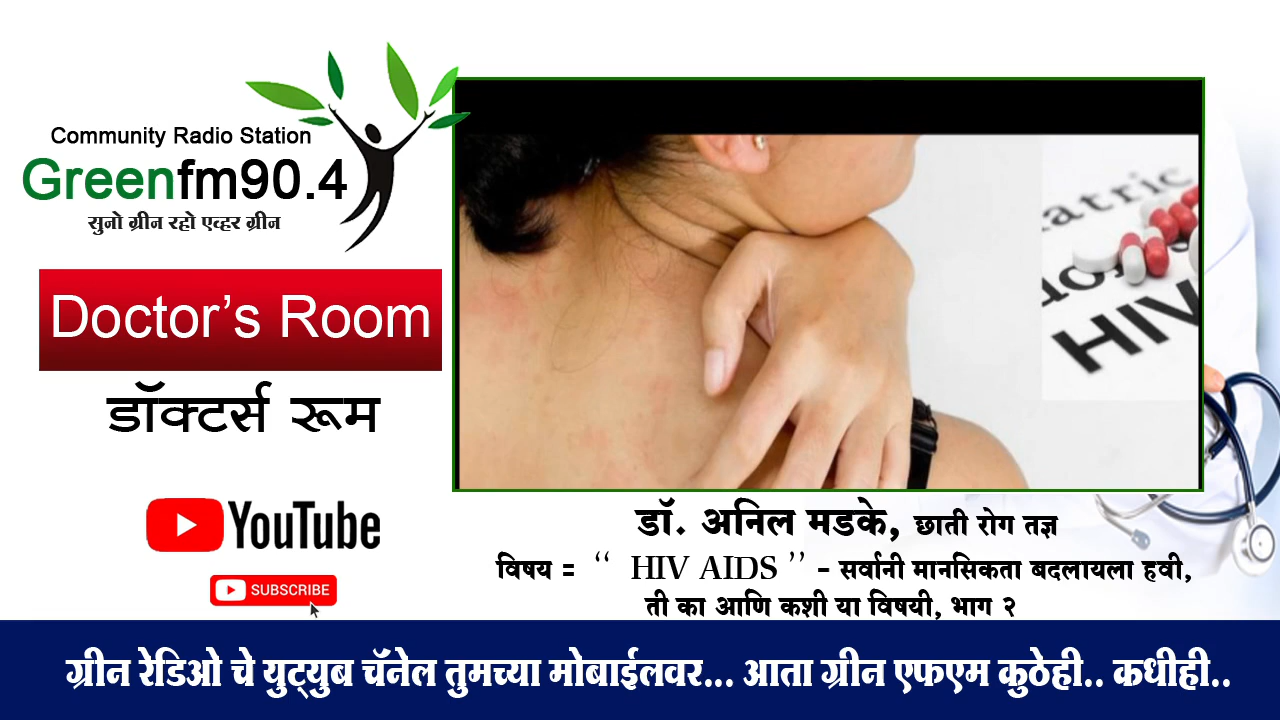 Community Radio Station
Greenfm90.4
सुनो ग्रीन रहो एव्हर ग्रीन
Doctor's Room
डॉक्टर्स रूम
YouTube
SUBSCRIBE
atric
HIV
डॉ. अनिल मडके, छाती रोग तज्ञ
विषय = “ HIV AIDS ” - सर्वानी मानसिकता बदलायला हवी,
ती का आणि कशी या विषयी, भाग २
ग्रीन रेडिओ चे युट्युब चॅनेल तुमच्या मोबाईलवर... आता ग्रीन एफएम कुठेही.. कधीही..